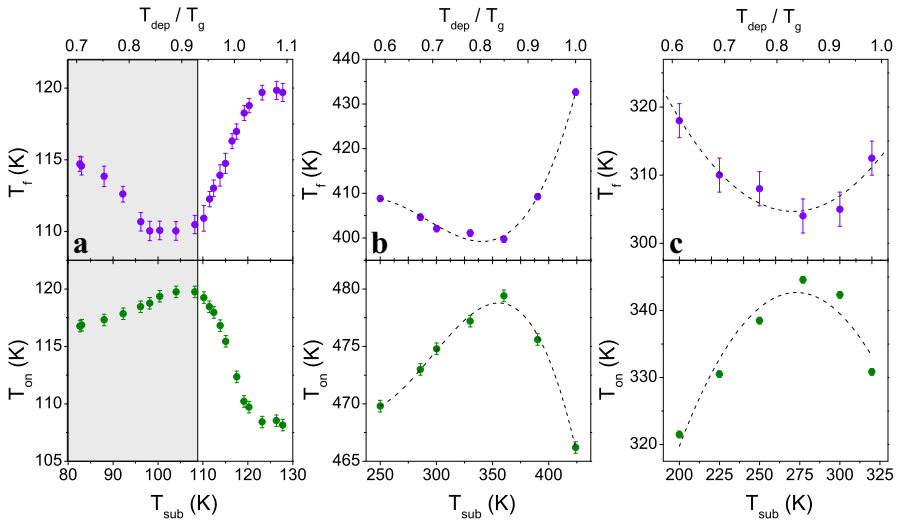 T_dep / T_g T_dep / T_g T_dep / T_g
0.7 0.8 0.9 1.0 1.1 0.6 0.7 0.8 0.9 1.0 0.6 0.7 0.8 0.9 1.0
T_f (K) T_f (K) T_f (K)
120 115 110 440 430 420 410 400 320 310 300
a b c
T_on (K) T_on (K) T_on (K)
120 115 110 105 480 475 470 465 340 330 320
80 90 100 110 120 130 250 300 350 400 200 225 250 275 300 325
T_sub (K) T_sub (K) T_sub (K)